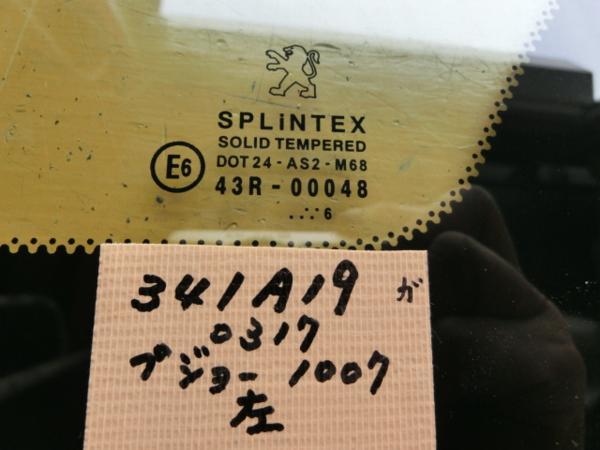 SPLiNTEX
SOLID TEMPERED
DOT 24 - AS2 - M68
E6 43R - 00048
.∴ 6
341A19 ガ
0317
プジョー 1007
左